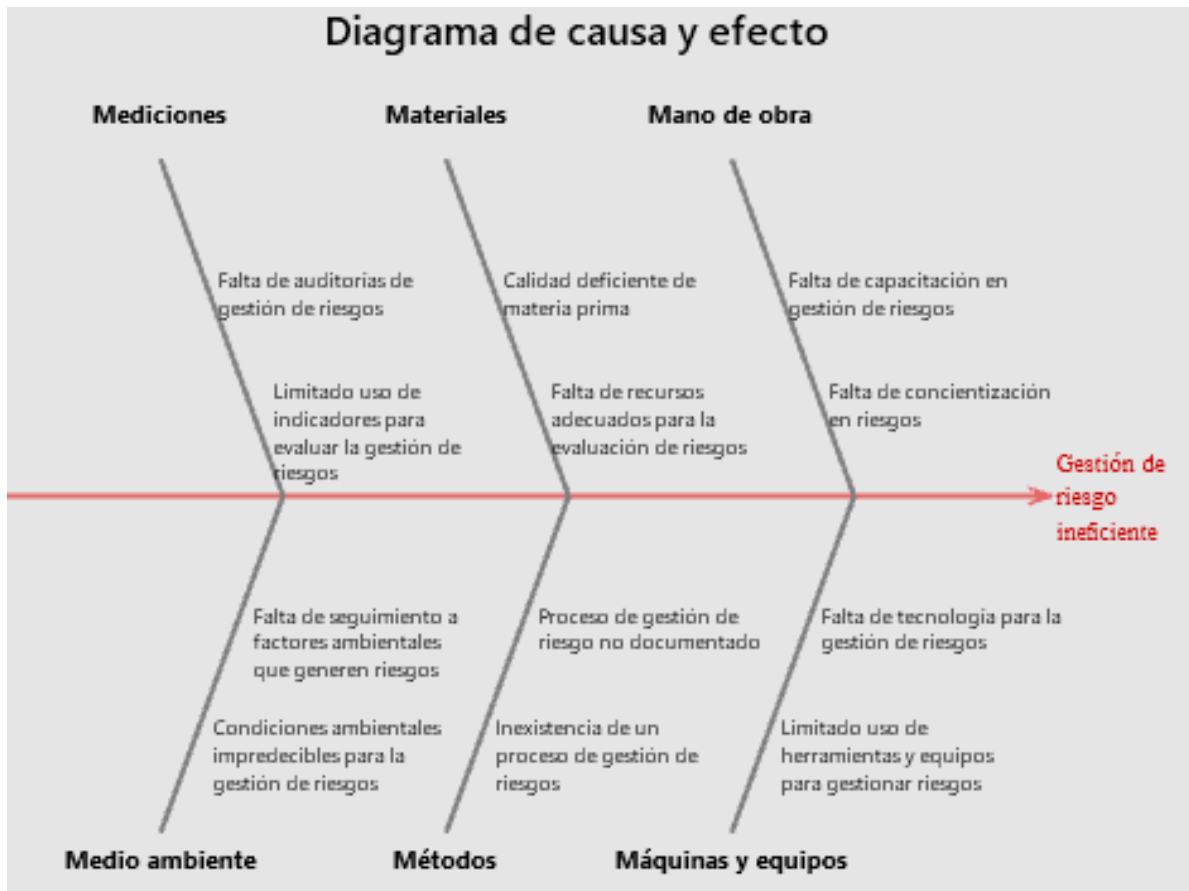 Diagrama de causa y efecto
Mediciones
Materiales
Mano de obra
Falta de auditorías de
gestión de riesgos
Limitado uso de
indicadores para
evaluar la gestión de
riesgos
Calidad deficiente de
materia prima
Falta de recursos
adecuados para la
evaluación de riesgos
Falta de capacitación en
gestión de riesgos
Falta de concientización
en riesgos
Gestión de
riesgo
ineficiente
Falta de seguimiento a
factores ambientales
que generen riesgos
Condiciones ambientales
impredecibles para la
gestión de riesgos
Proceso de gestión de
riesgo no documentado
Inexistencia de un
proceso de gestión de
riesgos
Falta de tecnología para la
gestión de riesgos
Limitado uso de
herramientas y equipos
para gestionar riesgos
Medio ambiente
Métodos
Máquinas y equipos